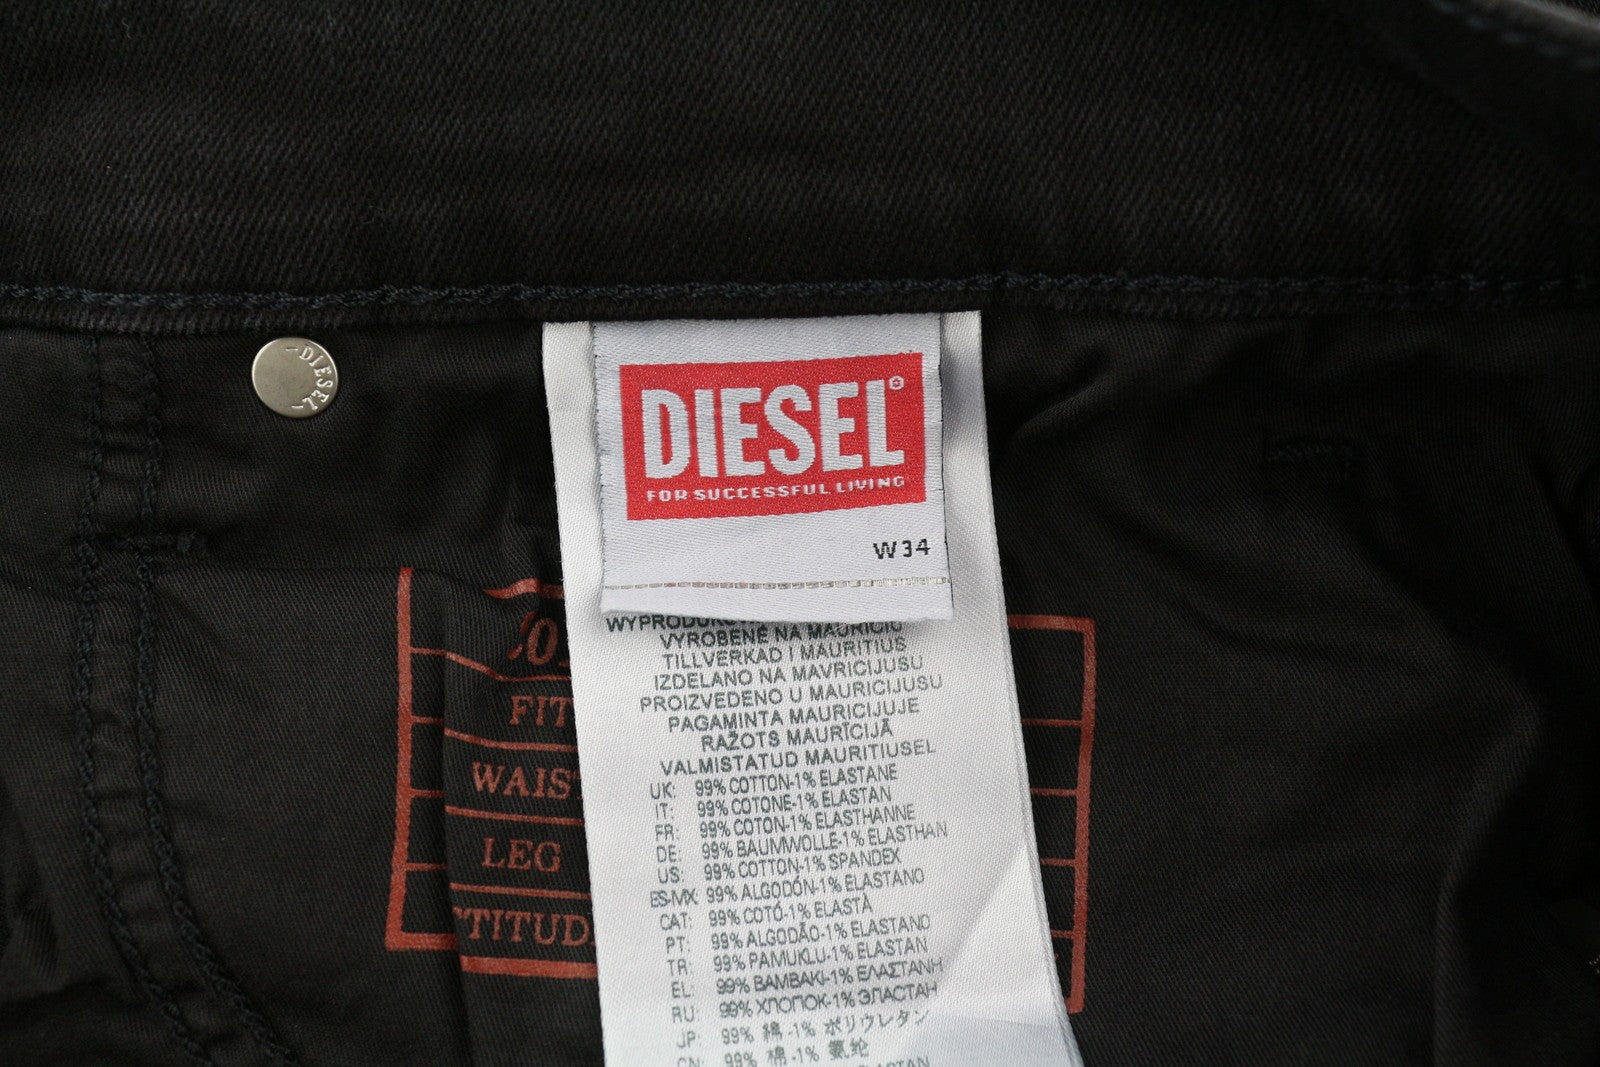 -DIESEL-
DIESEL®
FOR SUCCESSFUL LIVING
W34
FIT
WAIST
LEG
VYROBENÉ NA MAURÍCIU
TILLVERKAD I MAURITIUS
IZDELANO NA MAVRICIJUSU
PROIZVEDENO U MAURICIJUSU
PAGAMINTA MAURICIJUJE
RAŽOTS MAURĪCIJĀ
VALMISTATUD MAURITIUSEL
UK: 99% COTTON-1% ELASTANE
IT: 99% COTONE-1% ELASTAN
FR: 99% COTON-1% ELASTHANNE
DE: 99% BAUMWOLLE-1% ELASTHAN
US: 99% COTTON-1% SPANDEX
ES-MX: 99% ALGODÓN-1% ELASTANO
CAT: 99% COTÓ-1% ELASTÀ
PT: 99% ALGODÃO-1% ELASTANO
TR: 99% PAMUKLU-1% ELASTAN
EL: 99% ΒΑΜΒΑΚΙ-1% ΕΛΑΣΤΑΝΗ
RU: 99% ХЛОПОК-1% ЭЛАСТАН
JP: 99% 綿 -1% ポリウレタン
CN: 99% 棉 -1% 氨纶